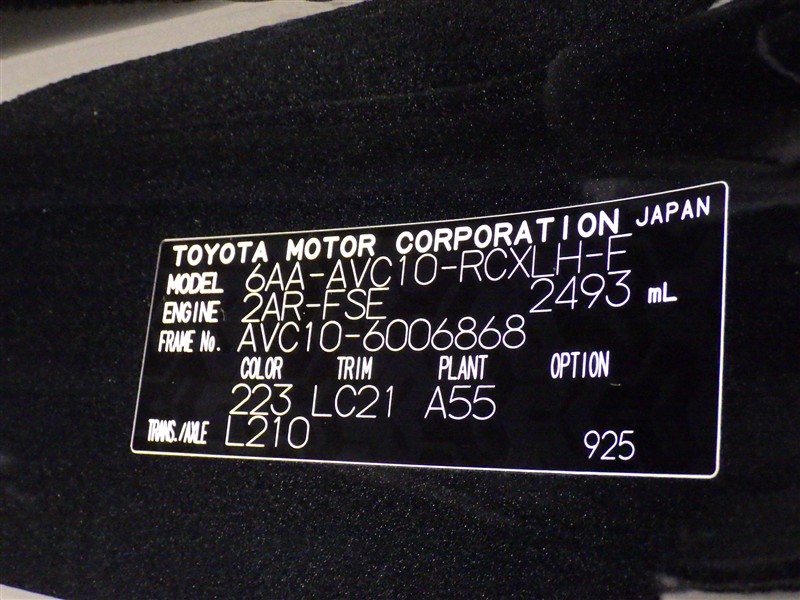 TOYOTA MOTOR CORPORATION JAPAN
MODEL 6AA-AVC10-RCXLH-E
ENGINE 2AR-FSE 2493 mL
FRAME No. AVC10-6006868
COLOR TRIM PLANT OPTION
223 LC21 A55
TRANS./AXLE L210 925